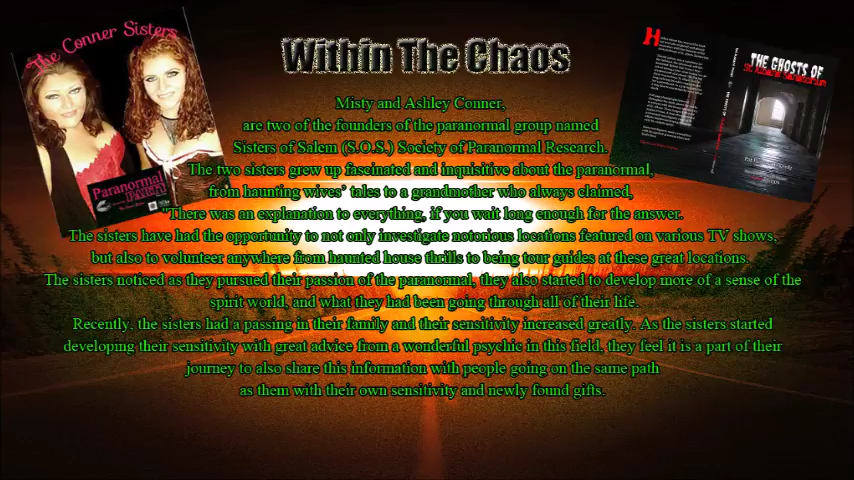 The Conner Sisters
Paranormal
PARTY
Within The Chaos
THE GHOSTS OF
Misty and Ashley Conner,
are two of the founders of the paranormal group named
Sisters of Salem (S.O.S.) Society of Paranormal Research.
The two sisters grew up fascinated and inquisitive about the paranormal,
from haunting wives' tales to a grandmother who always claimed,
"There was an explanation to everything, if you wait long enough for the answer.
The sisters have had the opportunity to not only investigate notorious locations featured on various TV shows,
but also to volunteer anywhere from haunted house thrills to being tour guides at these great locations.
The sisters noticed as they pursued their passion of the paranormal, they also started to develop more of a sense of the
spirit world, and what they had been going through all of their life.
Recently, the sisters had a passing in their family and their sensitivity increased greatly. As the sisters started
developing their sensitivity with great advice from a wonderful psychic in this field, they feel it is a part of their
journey to also share this information with people going on the same path
as them with their own sensitivity and newly found gifts.